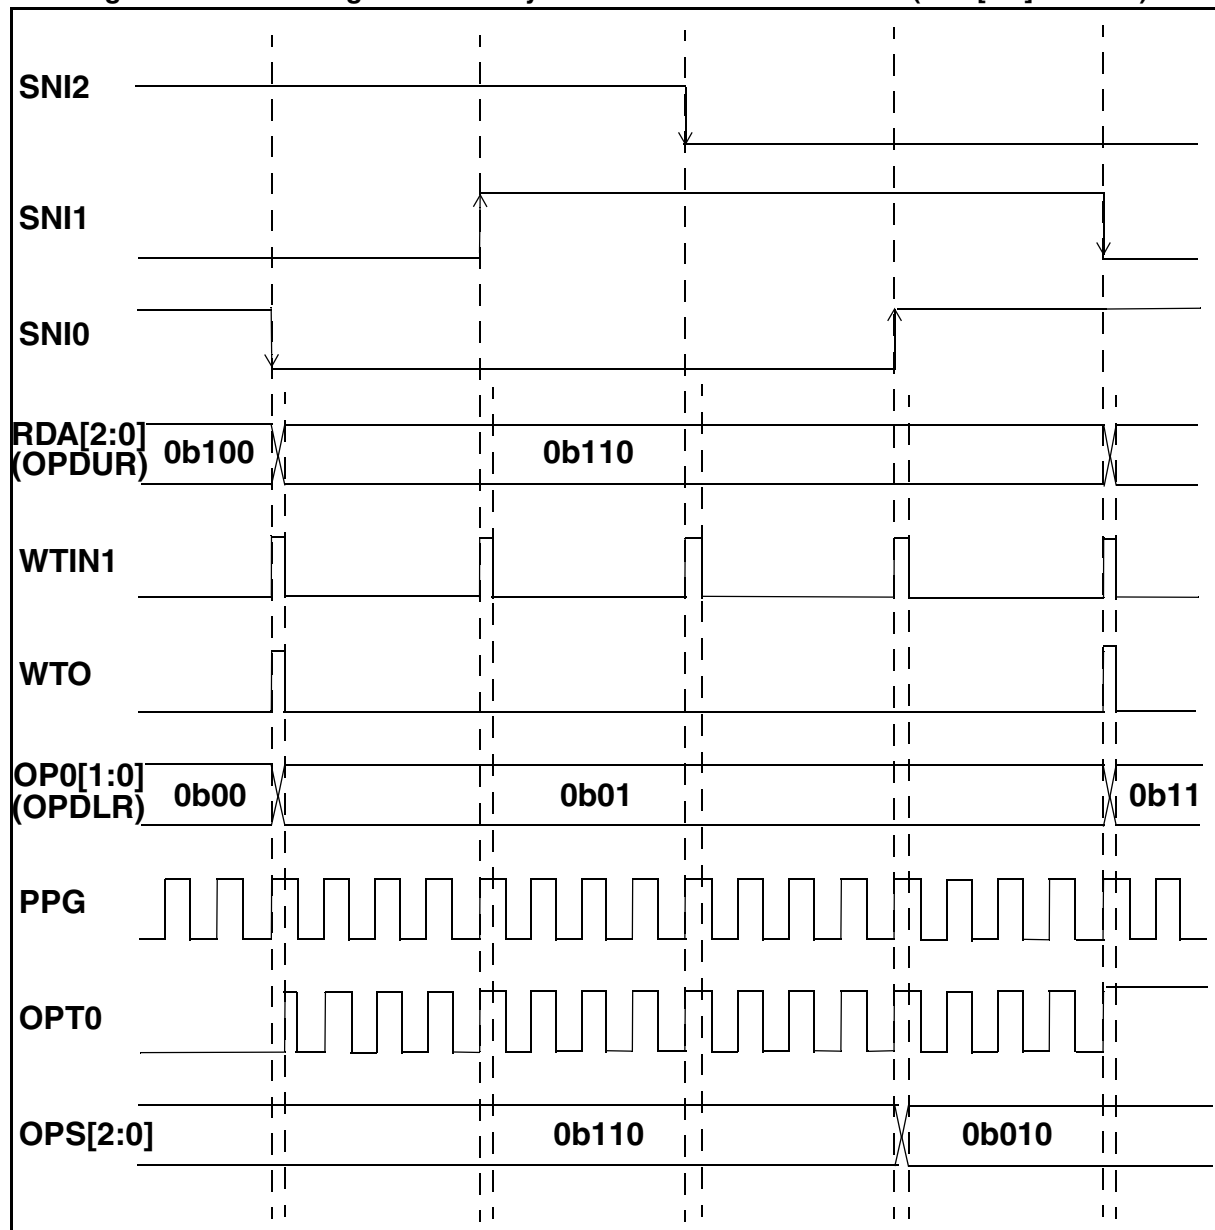 SNI2
SNI1
SNI0
RDA[2:0]
(OPDUR)
0b100
0b110
WTIN1
WTO
OP0[1:0]
(OPDLR)
0b00
0b01
0b11
PPG
OPT0
OPS[2:0]
0b110
0b010